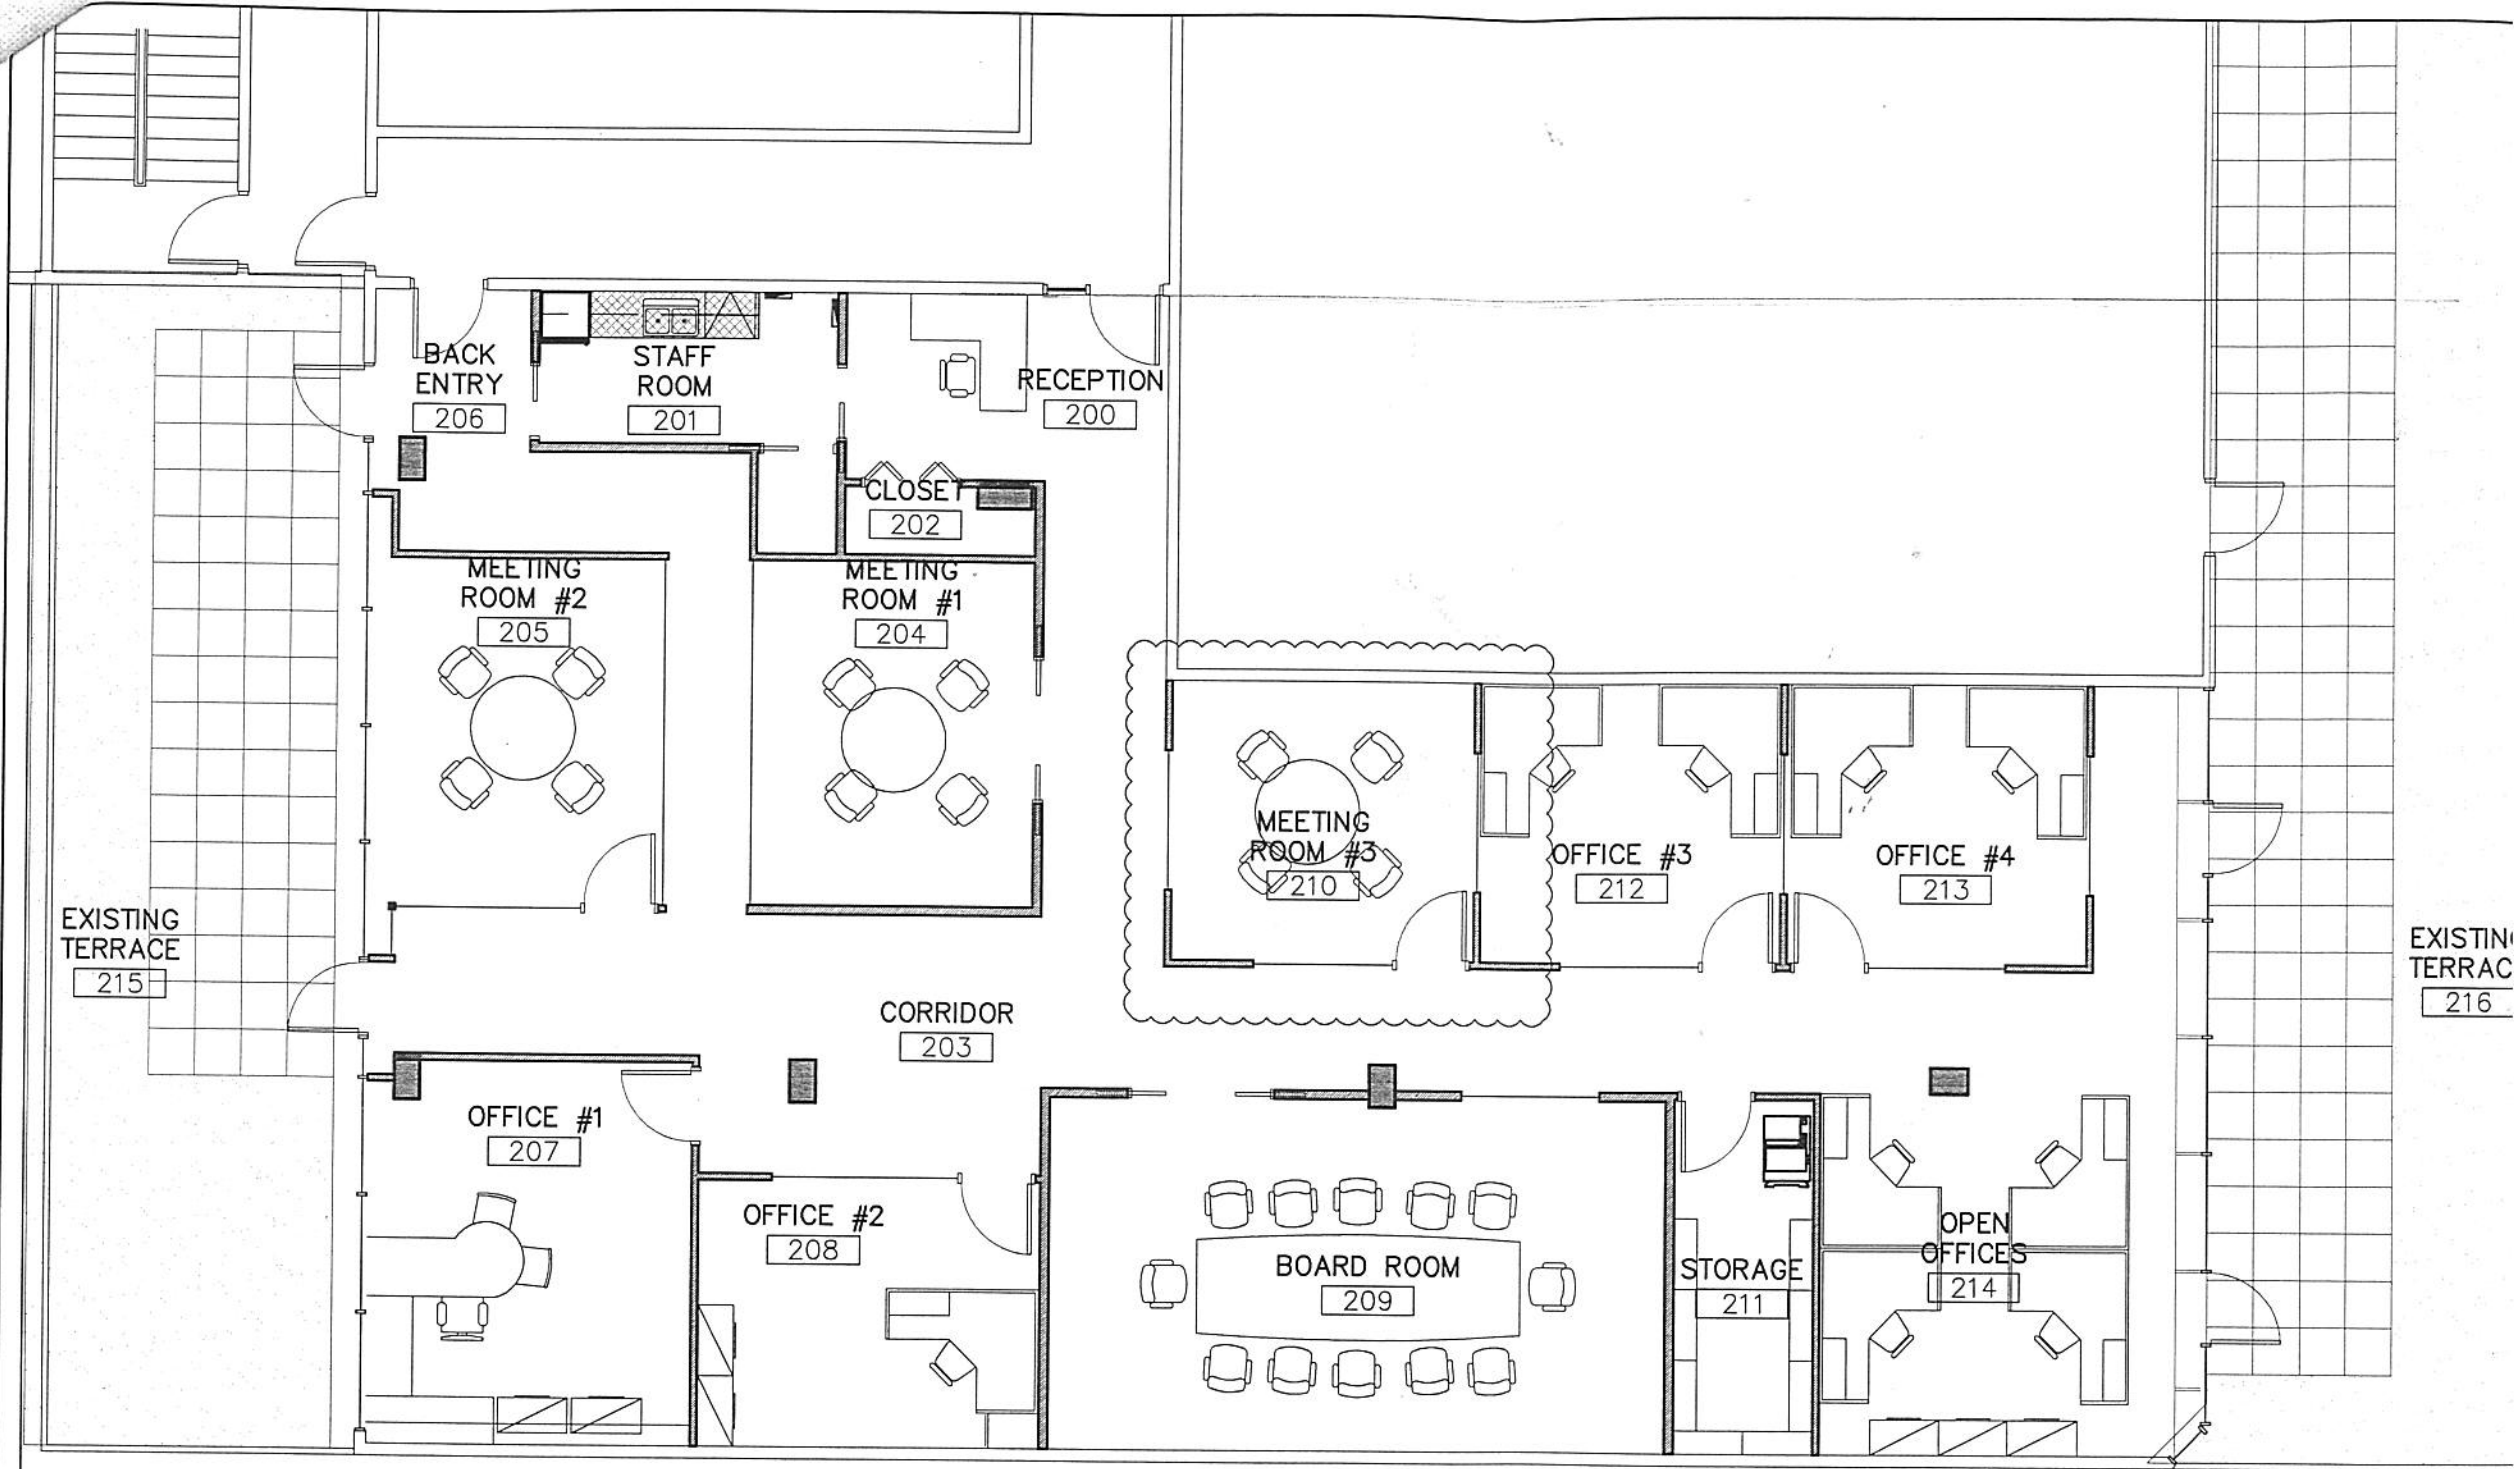 BACK
ENTRY
206
STAFF
ROOM
201
RECEPTION
200
CLOSET
202
MEETING
ROOM #2
205
MEETING
ROOM #1
204
MEETING
ROOM #3
210
OFFICE #3
212
OFFICE #4
213
EXISTING
TERRACE
215
EXISTING
TERRAC
216
CORRIDOR
203
OFFICE #1
207
OFFICE #2
208
BOARD ROOM
209
STORAGE
211
OPEN
OFFICES
214